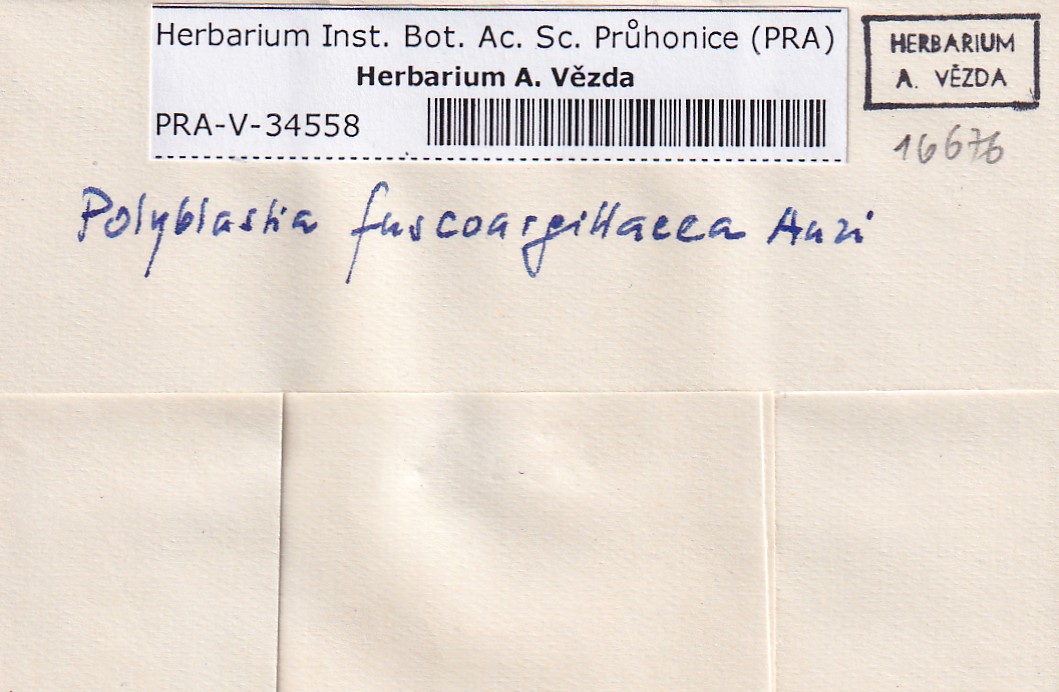 Herbarium Inst. Bot. Ac. Sc. Průhonice (PRA)
Herbarium A. Vězda
PRA-V-34558
HERBARIUM
A. VĚZDA
16676
Polyblastia fuscoargillacea Anzi